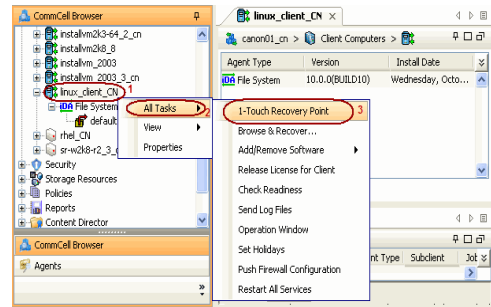 CommCell Browser
installvm2k3-64_2_cn
installvm2k8_8
installvm_2003
installvm_2003_3_cn
linux_client_CN 1
File System
default
rhel_CN
Security
Storage Resources
Policies
Reports
Content Director
CommCell Browser
Agents
All Tasks 2
View
Properties
1-Touch Recovery Point 3
Browse & Recover...
Add/Remove Software
Release License for Client
Check Readiness
Send Log Files
Operation Window
Set Holidays
Push Firewall Configuration
Restart All Services
linux_client_CN
canon01_cn > Client Computers >
Agent Type Version Install Date
iDA File System 10.0.0(BUILD10) Wednesday, Octo...
nt Type Subclient Jot